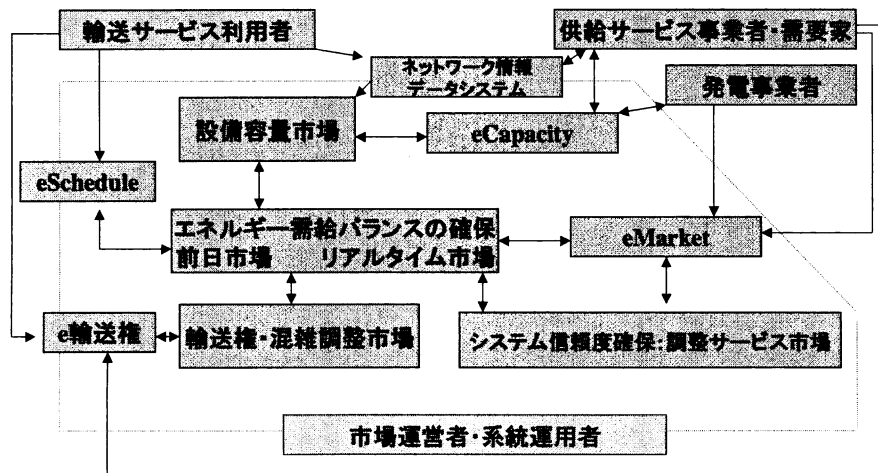 輸送サービス利用者
供給サービス事業者・需要家
ネットワーク情報
データシステム
発電事業者
設備容量市場
eCapacity
eSchedule
エネルギー需給バランスの確保
前日市場 リアルタイム市場
eMarket
e輸送権
輸送権・混雑調整市場
システム信頼度確保:調整サービス市場
市場運営者・系統運用者